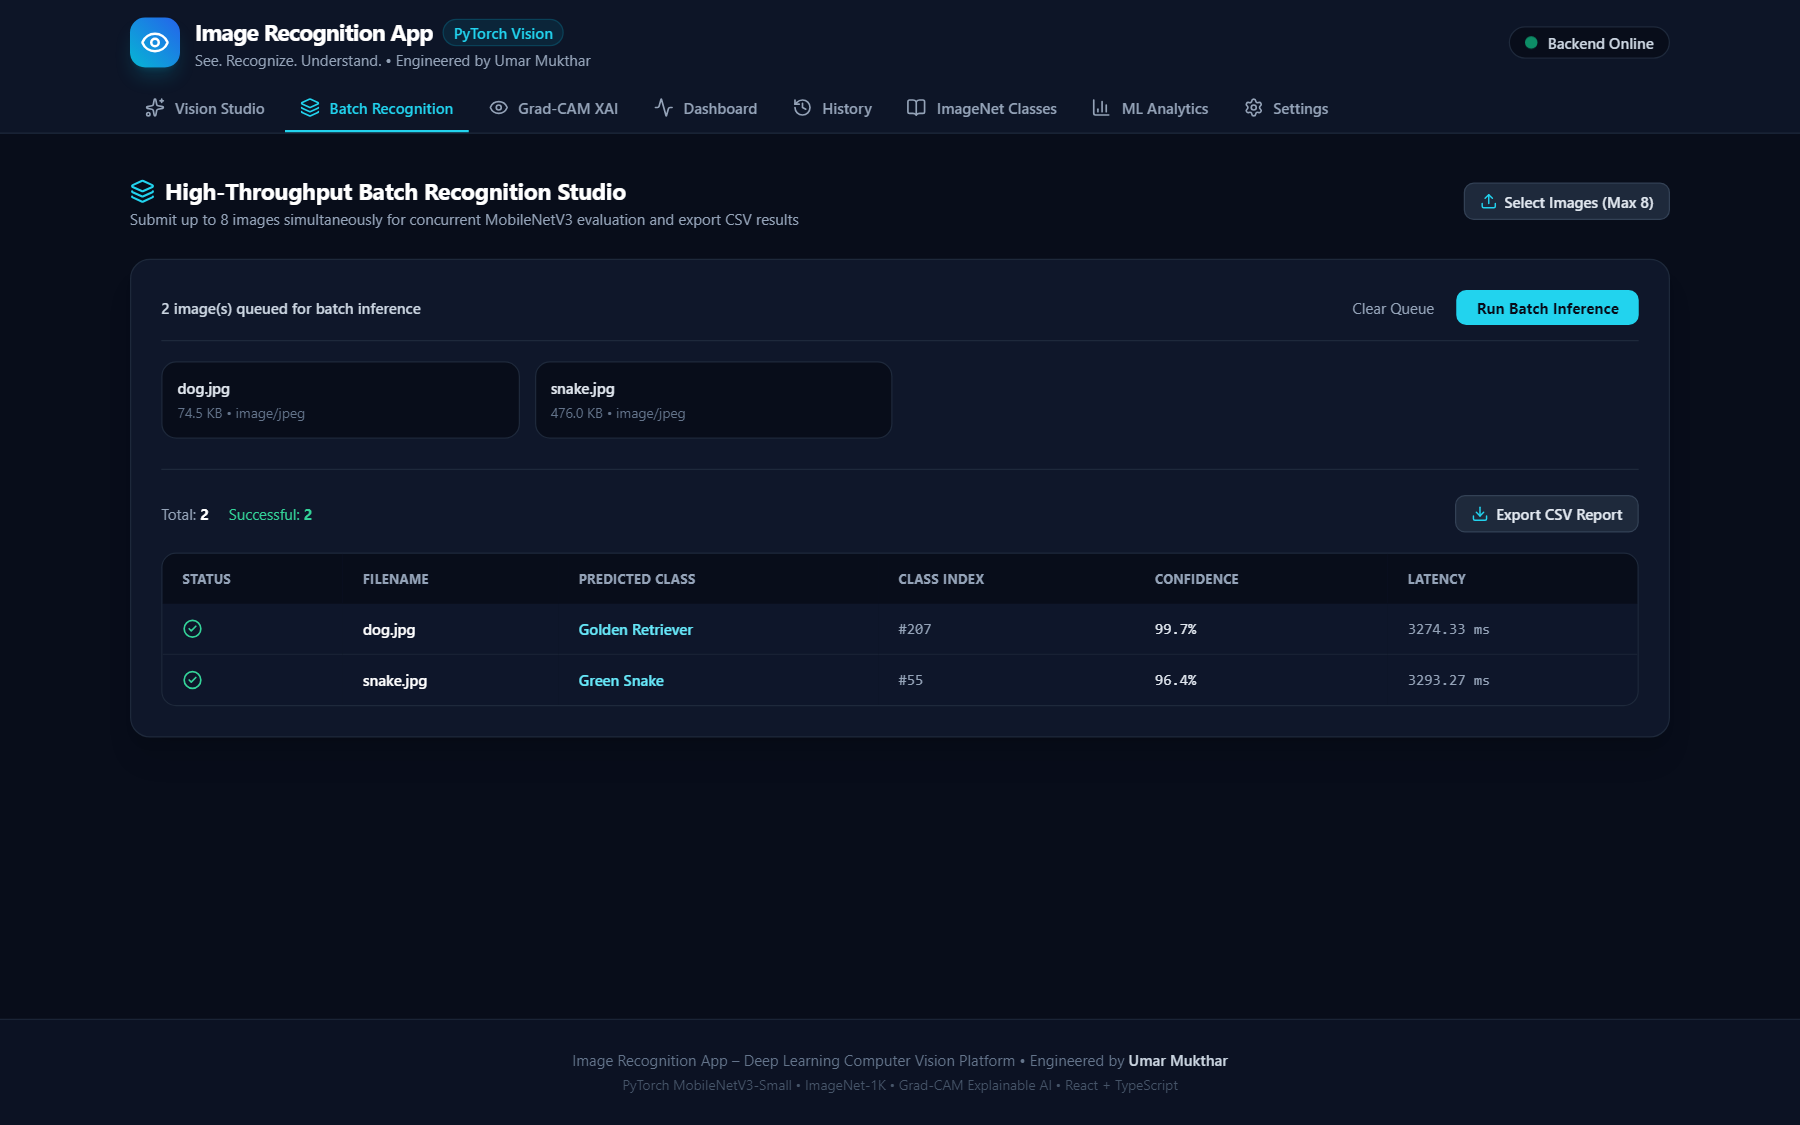 Image Recognition App PyTorch Vision
See. Recognize. Understand. • Engineered by Umar Mukthar
Backend Online
Vision Studio Batch Recognition Grad-CAM XAI Dashboard History ImageNet Classes ML Analytics Settings
High-Throughput Batch Recognition Studio
Submit up to 8 images simultaneously for concurrent MobileNetV3 evaluation and export CSV results
Select Images (Max 8)
2 image(s) queued for batch inference
Clear Queue Run Batch Inference
dog.jpg
74.5 KB • image/jpeg
snake.jpg
476.0 KB • image/jpeg
Total: 2 Successful: 2
Export CSV Report
STATUS FILENAME PREDICTED CLASS CLASS INDEX CONFIDENCE LATENCY
dog.jpg Golden Retriever #207 99.7% 3274.33 ms
snake.jpg Green Snake #55 96.4% 3293.27 ms
Image Recognition App – Deep Learning Computer Vision Platform • Engineered by Umar Mukthar
PyTorch MobileNetV3-Small • ImageNet-1K • Grad-CAM Explainable AI • React + TypeScript